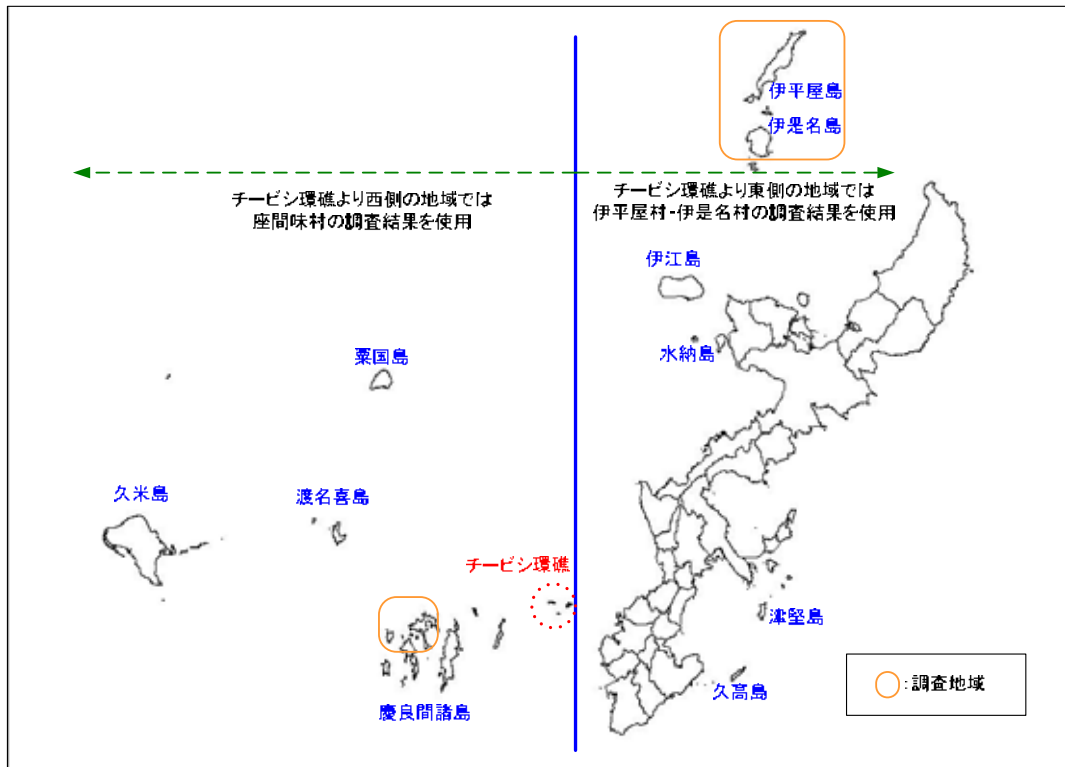 伊平屋島
伊是名島
チービシ環礁より西側の地域では
座間味村の調査結果を使用
チービシ環礁より東側の地域では
伊平屋村・伊是名村の調査結果を使用
伊江島
水納島
粟国島
久米島
渡名喜島
チービシ環礁
津堅島
久高島
慶良間諸島
:調査地域